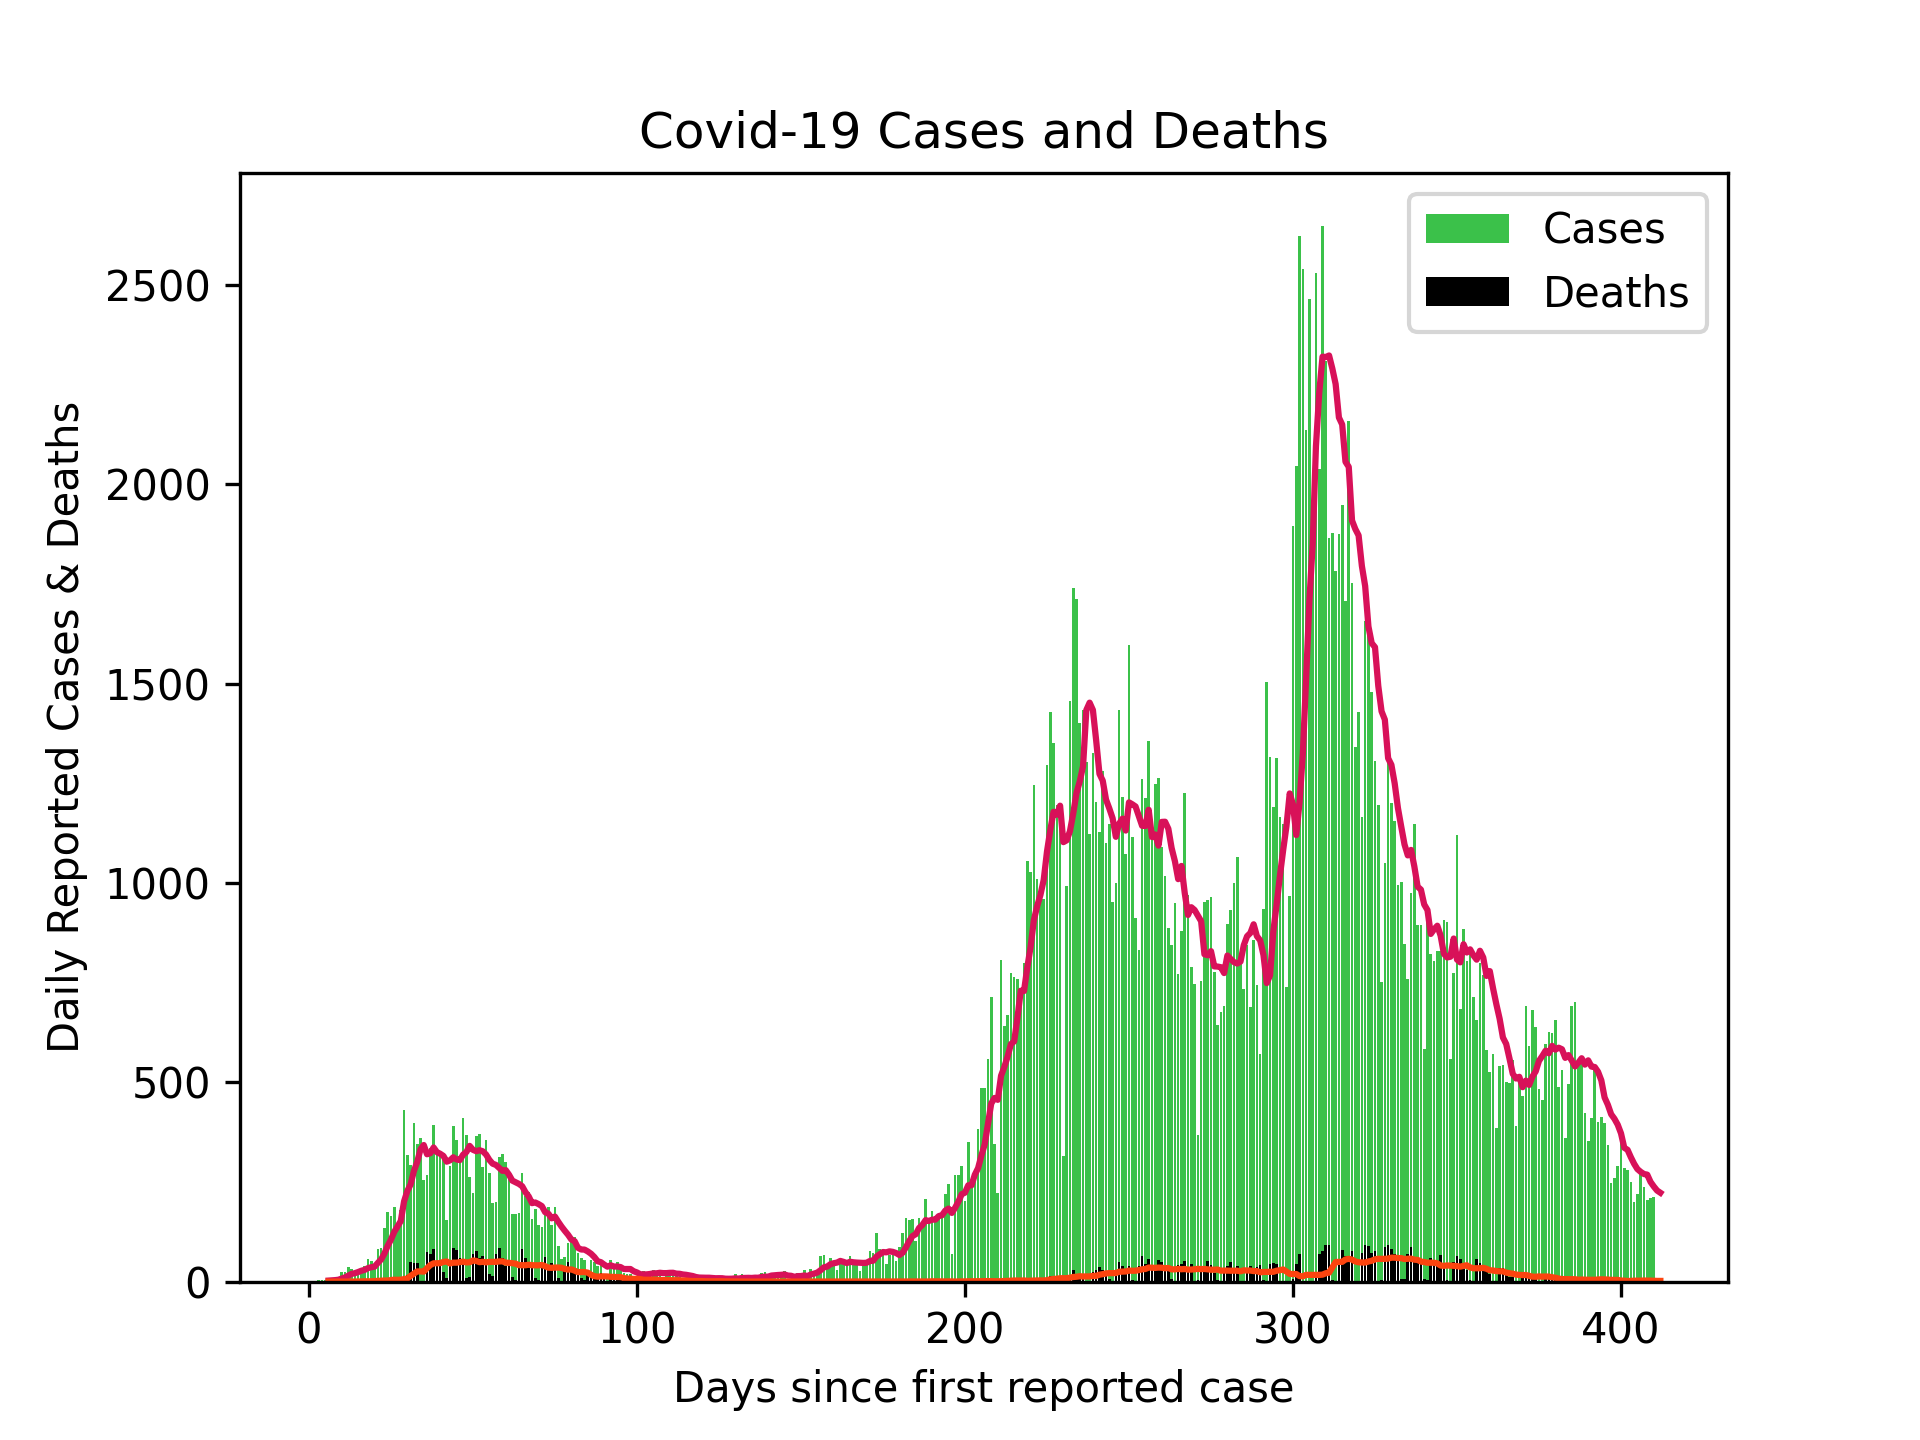 Covid-19 Cases and Deaths
Cases
Deaths
2500
2000
1500
1000
500
0
Daily Reported Cases & Deaths
0 100 200 300 400
Days since first reported case